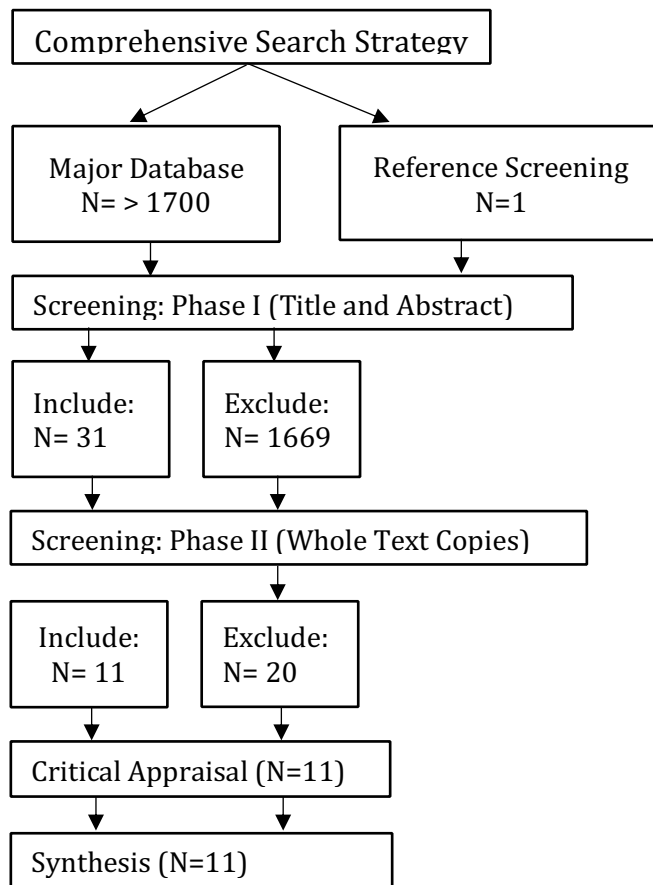 Comprehensive Search Strategy
Major Database
N= > 1700
Reference Screening
N=1
Screening: Phase I (Title and Abstract)
Include:
N= 31
Exclude:
N= 1669
Screening: Phase II (Whole Text Copies)
Include:
N= 11
Exclude:
N= 20
Critical Appraisal (N=11)
Synthesis (N=11)